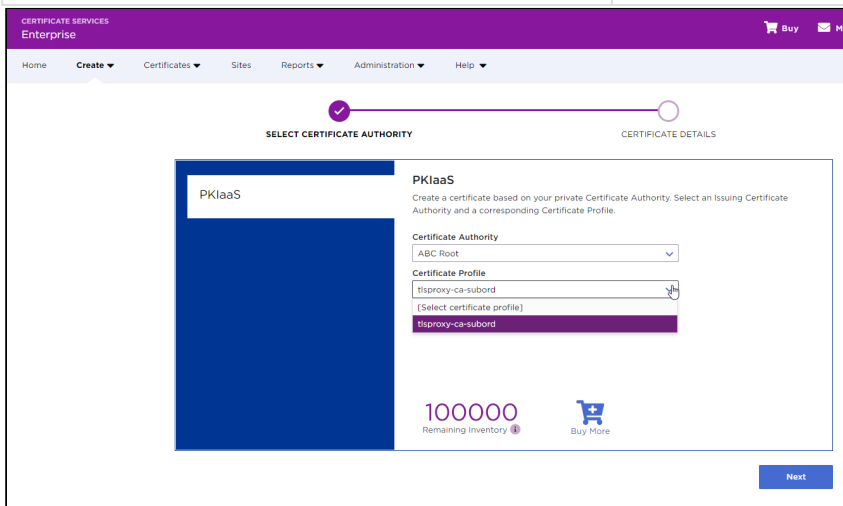 CERTIFICATE SERVICES
Enterprise
Buy
Home
Create
Certificates
Sites
Reports
Administration
Help
SELECT CERTIFICATE AUTHORITY
CERTIFICATE DETAILS
PKIaaS
PKIaaS
Create a certificate based on your private Certificate Authority. Select an Issuing Certificate
Authority and a corresponding Certificate Profile.
Certificate Authority
ABC Root
Certificate Profile
tlsproxy-ca-subord
[Select certificate profile]
tlsproxy-ca-subord
100000
Remaining Inventory
Buy More
Next